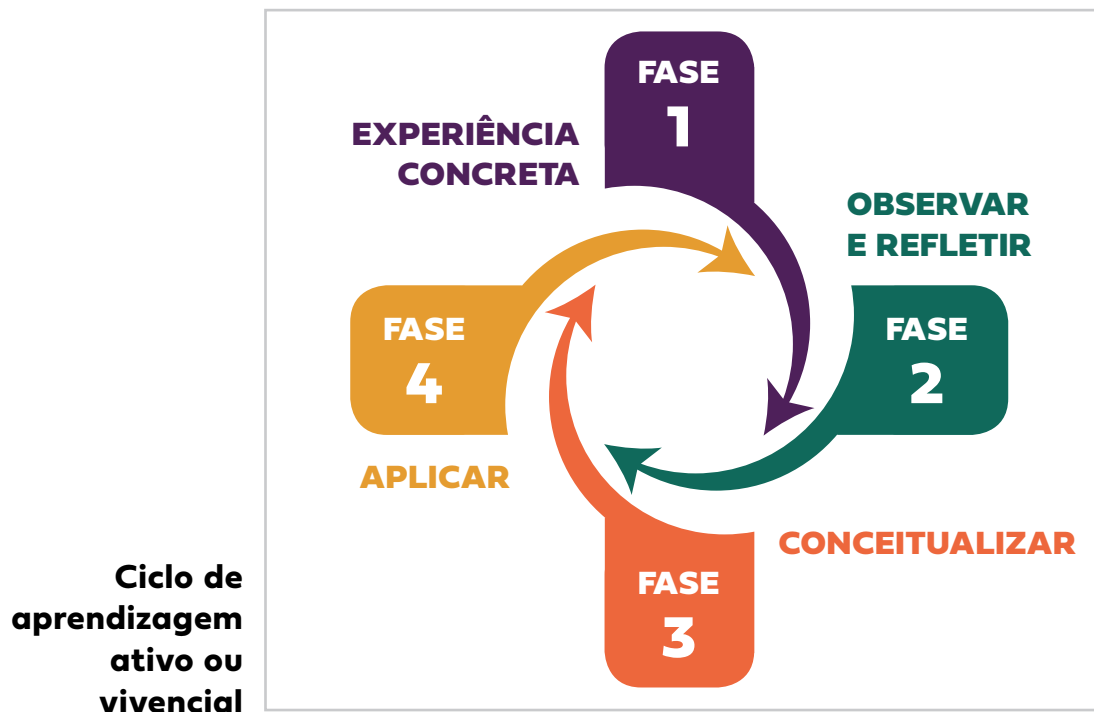 FASE
1
EXPERIÊNCIA
CONCRETA
OBSERVAR
E REFLETIR
FASE
2
FASE
4
APLICAR
CONCEITUALIZAR
FASE
3
Ciclo de
aprendizagem
ativo ou
vivencial